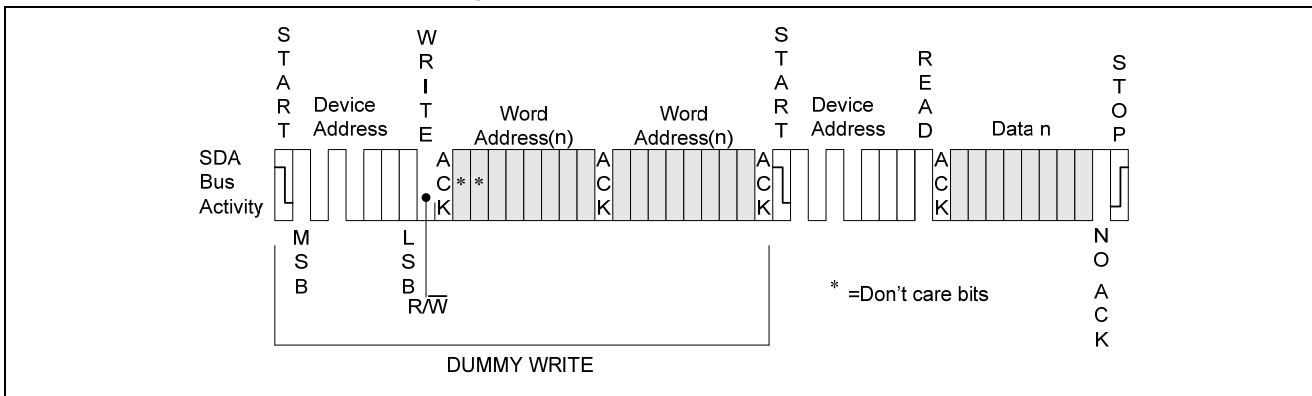 START
WRITE
START
READ
STOP
Device
Address
Word
Address(n)
Word
Address(n)
Device
Address
Data n
SDA
Bus
Activity
ACK
* *
ACK
ACK
ACK
MSB
LSB
R/W̅
NO ACK
* =Don't care bits
DUMMY WRITE